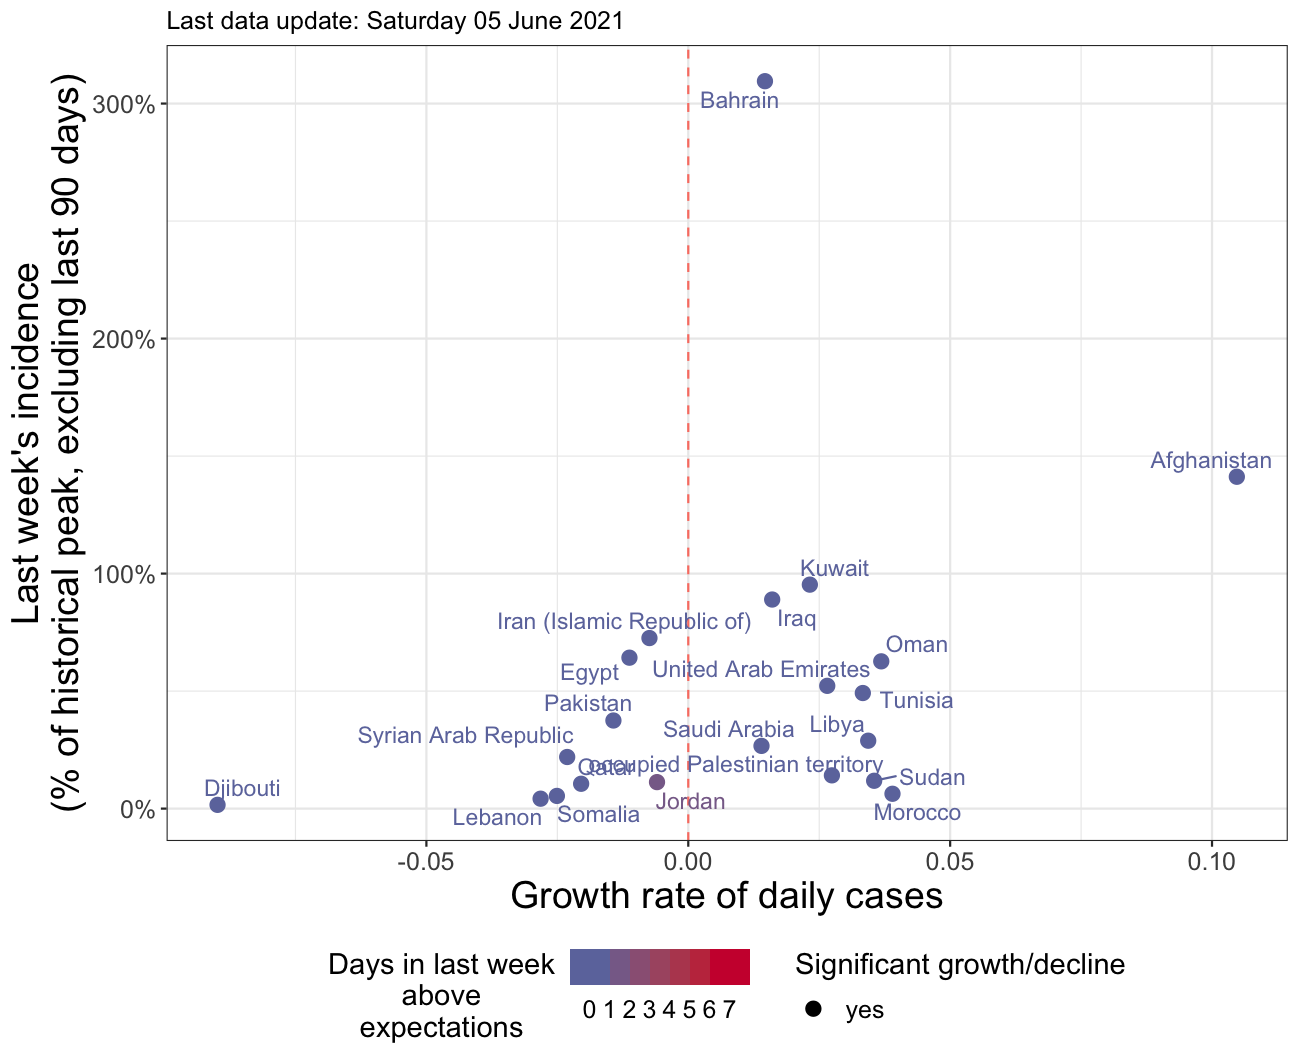 Last data update: Saturday 05 June 2021
Last week's incidence
(% of historical peak, excluding last 90 days)
300%
200%
100%
0%
Bahrain
Afghanistan
Kuwait
Iraq
Iran (Islamic Republic of)
Oman
Egypt
United Arab Emirates
Tunisia
Pakistan
Libya
Saudi Arabia
Syrian Arab Republic
Qatar
occupied Palestinian territory
Sudan
Djibouti
Jordan
Morocco
Lebanon
Somalia
-0.05
0.00
0.05
0.10
Growth rate of daily cases
Days in last week
above
expectations
0 1 2 3 4 5 6 7
Significant growth/decline
yes